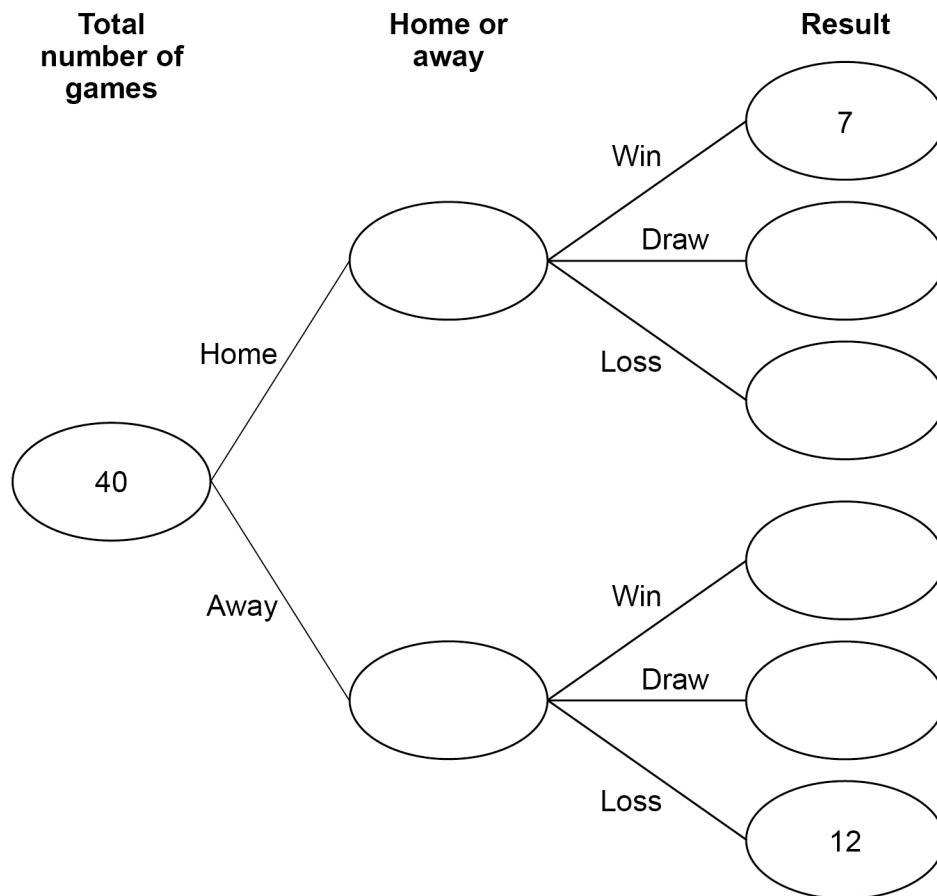 Total
number of
games
Home or
away
Result
7
Win
Draw
Home
Loss
40
Away
Win
Draw
Loss
12